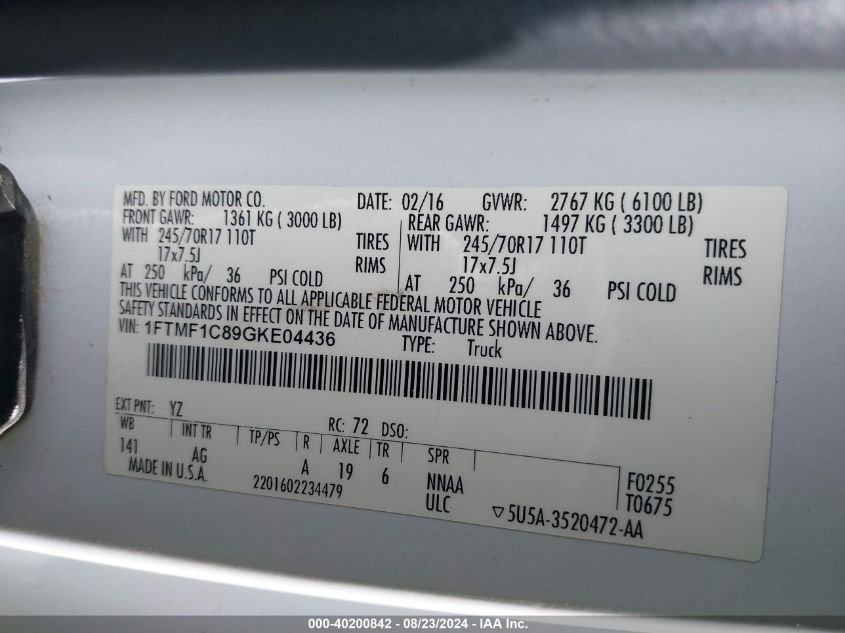 MFD. BY FORD MOTOR CO. DATE: 02/16 GVWR: 2767 KG ( 6100 LB)
FRONT GAWR: 1361 KG ( 3000 LB) REAR GAWR: 1497 KG ( 3300 LB)
WITH 245/70R17 110T TIRES WITH 245/70R17 110T TIRES
17x7.5J RIMS 17x7.5J RIMS
AT 250 kPa/ 36 PSI COLD AT 250 kPa/ 36 PSI COLD
THIS VEHICLE CONFORMS TO ALL APPLICABLE FEDERAL MOTOR VEHICLE
SAFETY STANDARDS IN EFFECT ON THE DATE OF MANUFACTURE SHOWN ABOVE.
VIN: 1FTMF1C89GKE04436 TYPE: Truck
EXT PNT: YZ RC: 72 DSO:
WB INT TR TP/PS R AXLE TR SPR
141 AG A 19 6 NNAA F0255
MADE IN U.S.A. 2201602234479 ULC T0675
▽5U5A-3520472-AA
000-40200842 - 08/23/2024 - IAA Inc.